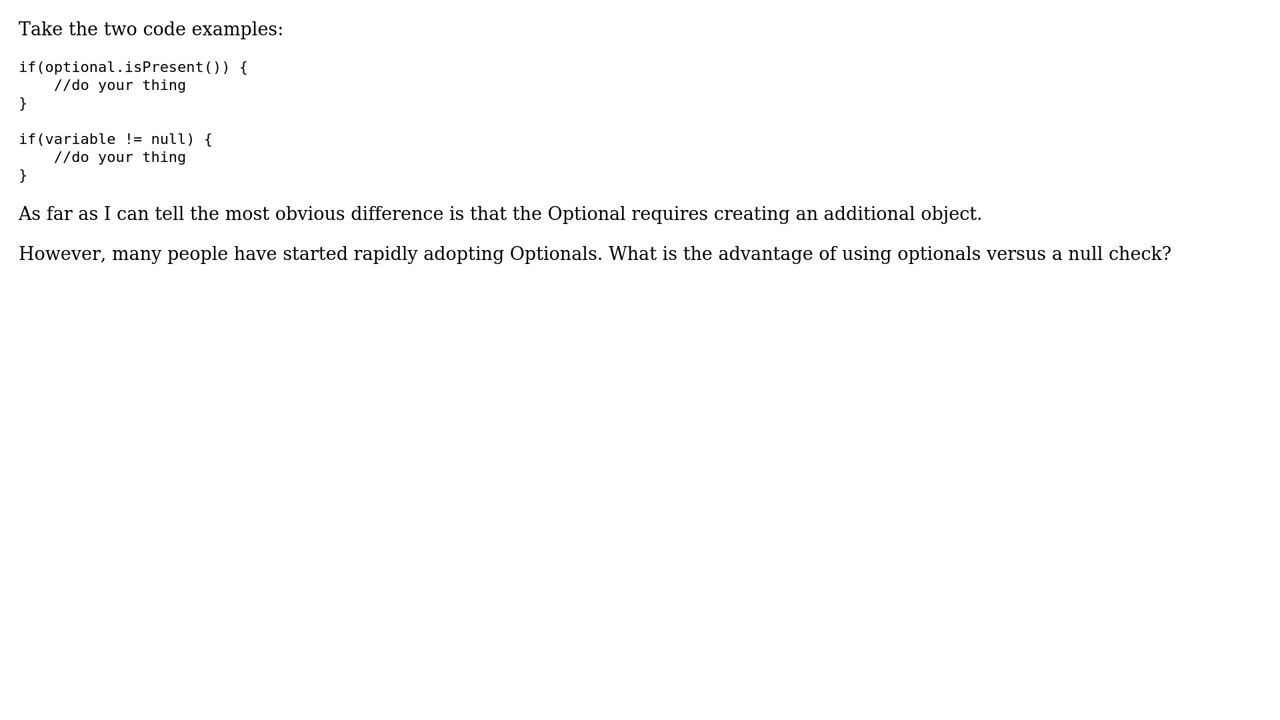 Take the two code examples:
if(optional.isPresent()) {
    //do your thing
}
if(variable != null) {
    //do your thing
}
As far as I can tell the most obvious difference is that the Optional requires creating an additional object.
However, many people have started rapidly adopting Optionals. What is the advantage of using optionals versus a null check?